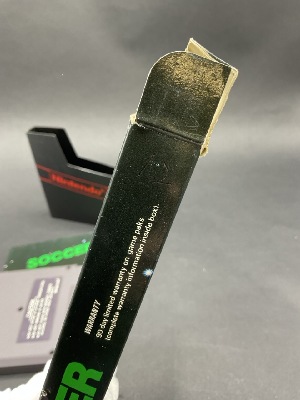 Nintendo
SOCCER
WARRANTY
90 day limited warranty on game paks
(complete warranty information inside box).
ER